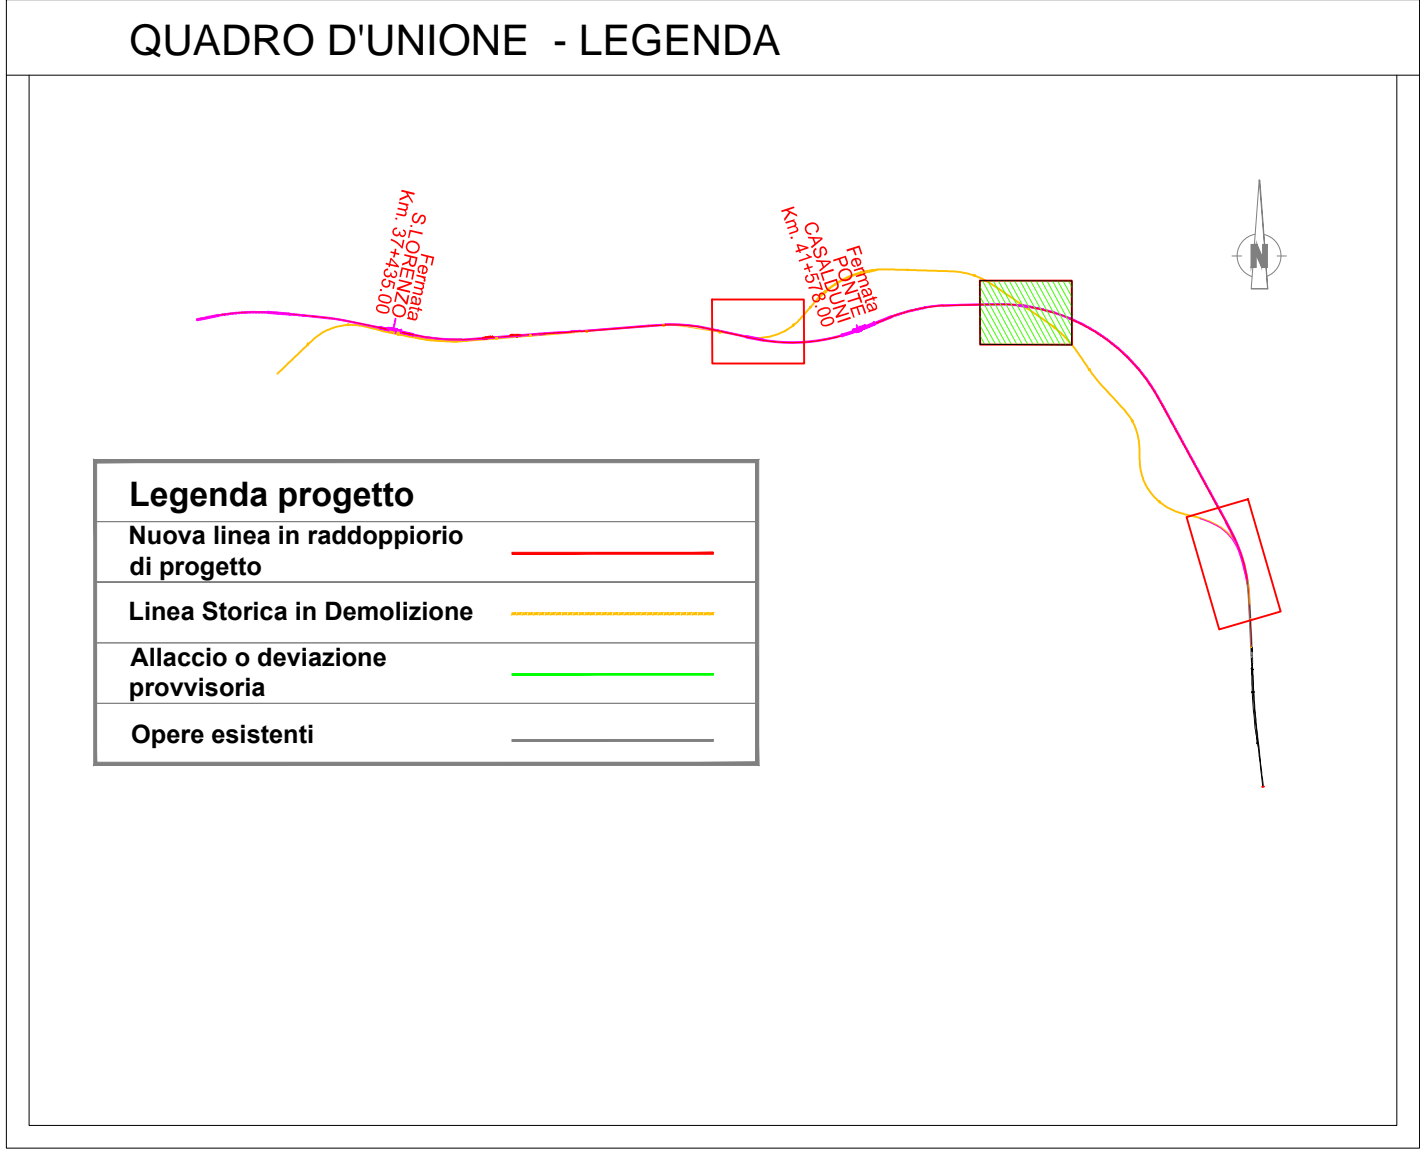 QUADRO D'UNIONE - LEGENDA
Fermata
S.LORENZO
Km. 37+435.00
Fermata
PONTE
CASALDUNI
Km. 41+578.00
N
Legenda progetto
Nuova linea in raddoppiorio
di progetto
Linea Storica in Demolizione
Allaccio o deviazione
provvisoria
Opere esistenti